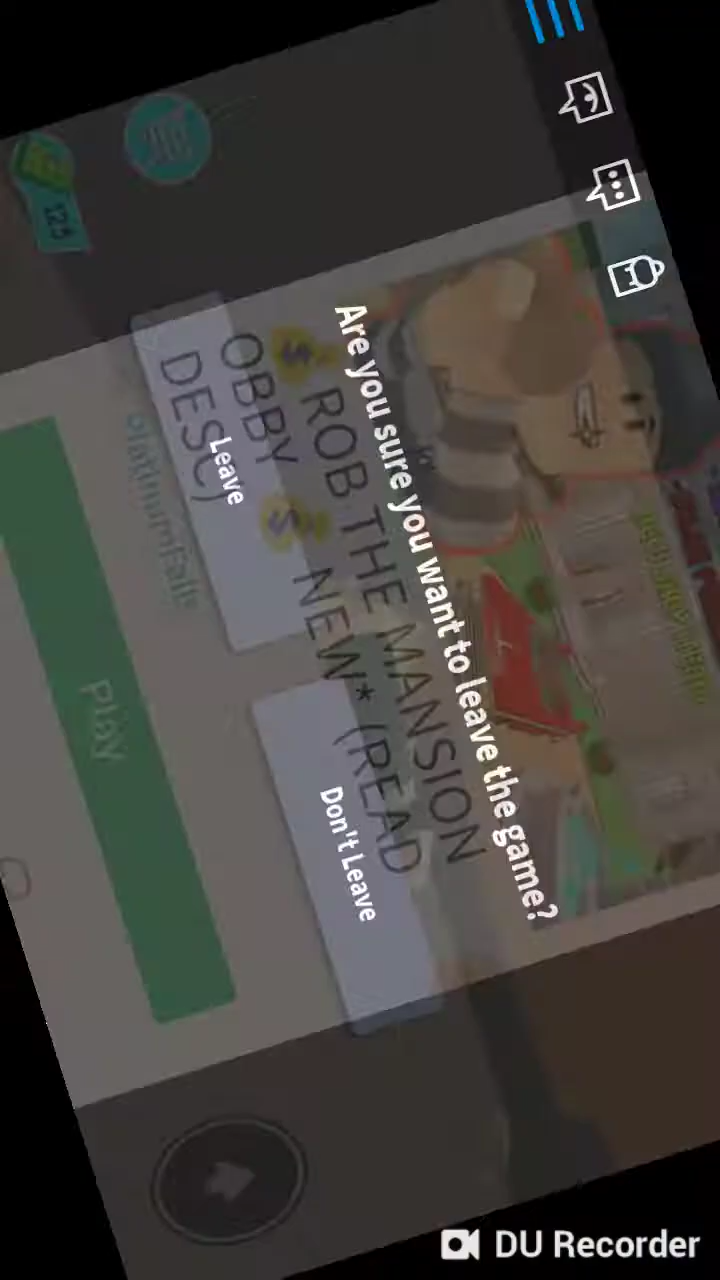 Are you sure you want to leave the game?
Leave
Don't Leave
ROB THE MANSION
OBBY NEW* (READ
DESC)
PlatinumFalls
Play
DU Recorder